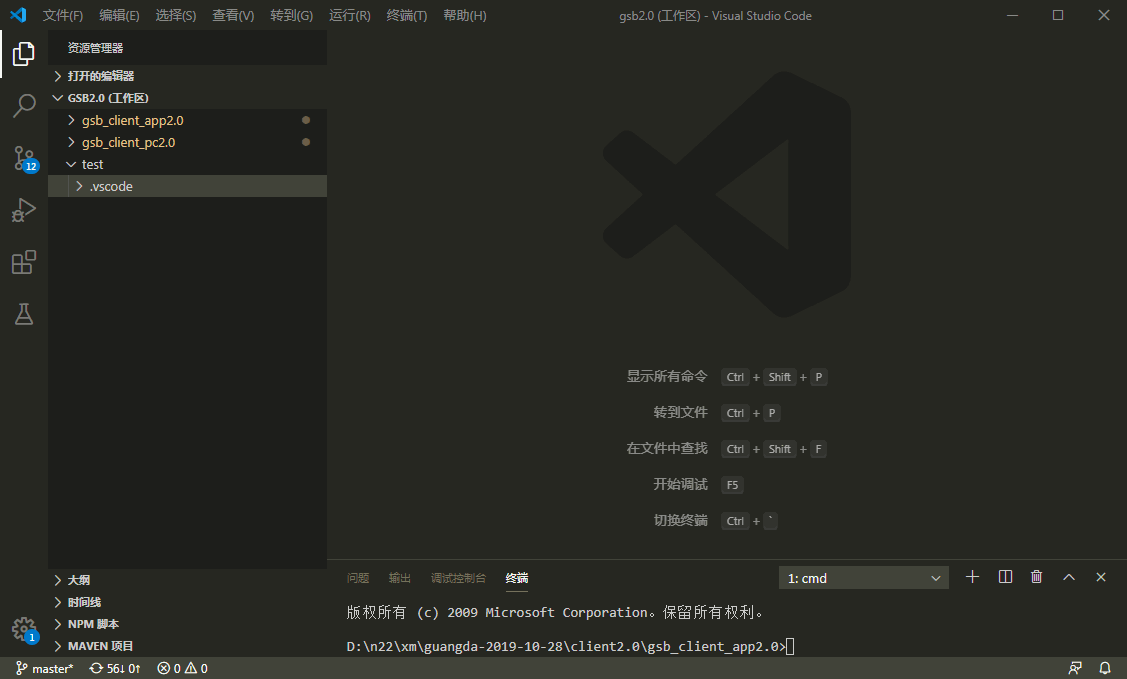 文件(F) 编辑(E) 选择(S) 查看(V) 转到(G) 运行(R) 终端(T) 帮助(H) gsb2.0 (工作区) - Visual Studio Code
资源管理器
打开的编辑器
GSB2.0 (工作区)
gsb_client_app2.0
gsb_client_pc2.0
test
.vscode
12
显示所有命令 Ctrl + Shift + P
转到文件 Ctrl + P
在文件中查找 Ctrl + Shift + F
开始调试 F5
切换终端 Ctrl + `
问题 输出 调试控制台 终端 1: cmd
版权所有 (c) 2009 Microsoft Corporation。保留所有权利。
D:\n22\xm\guangda-2019-10-28\client2.0\gsb_client_app2.0>
大纲
时间线
NPM 脚本
MAVEN 项目
1
master* 56↓ 0↑ 0 0